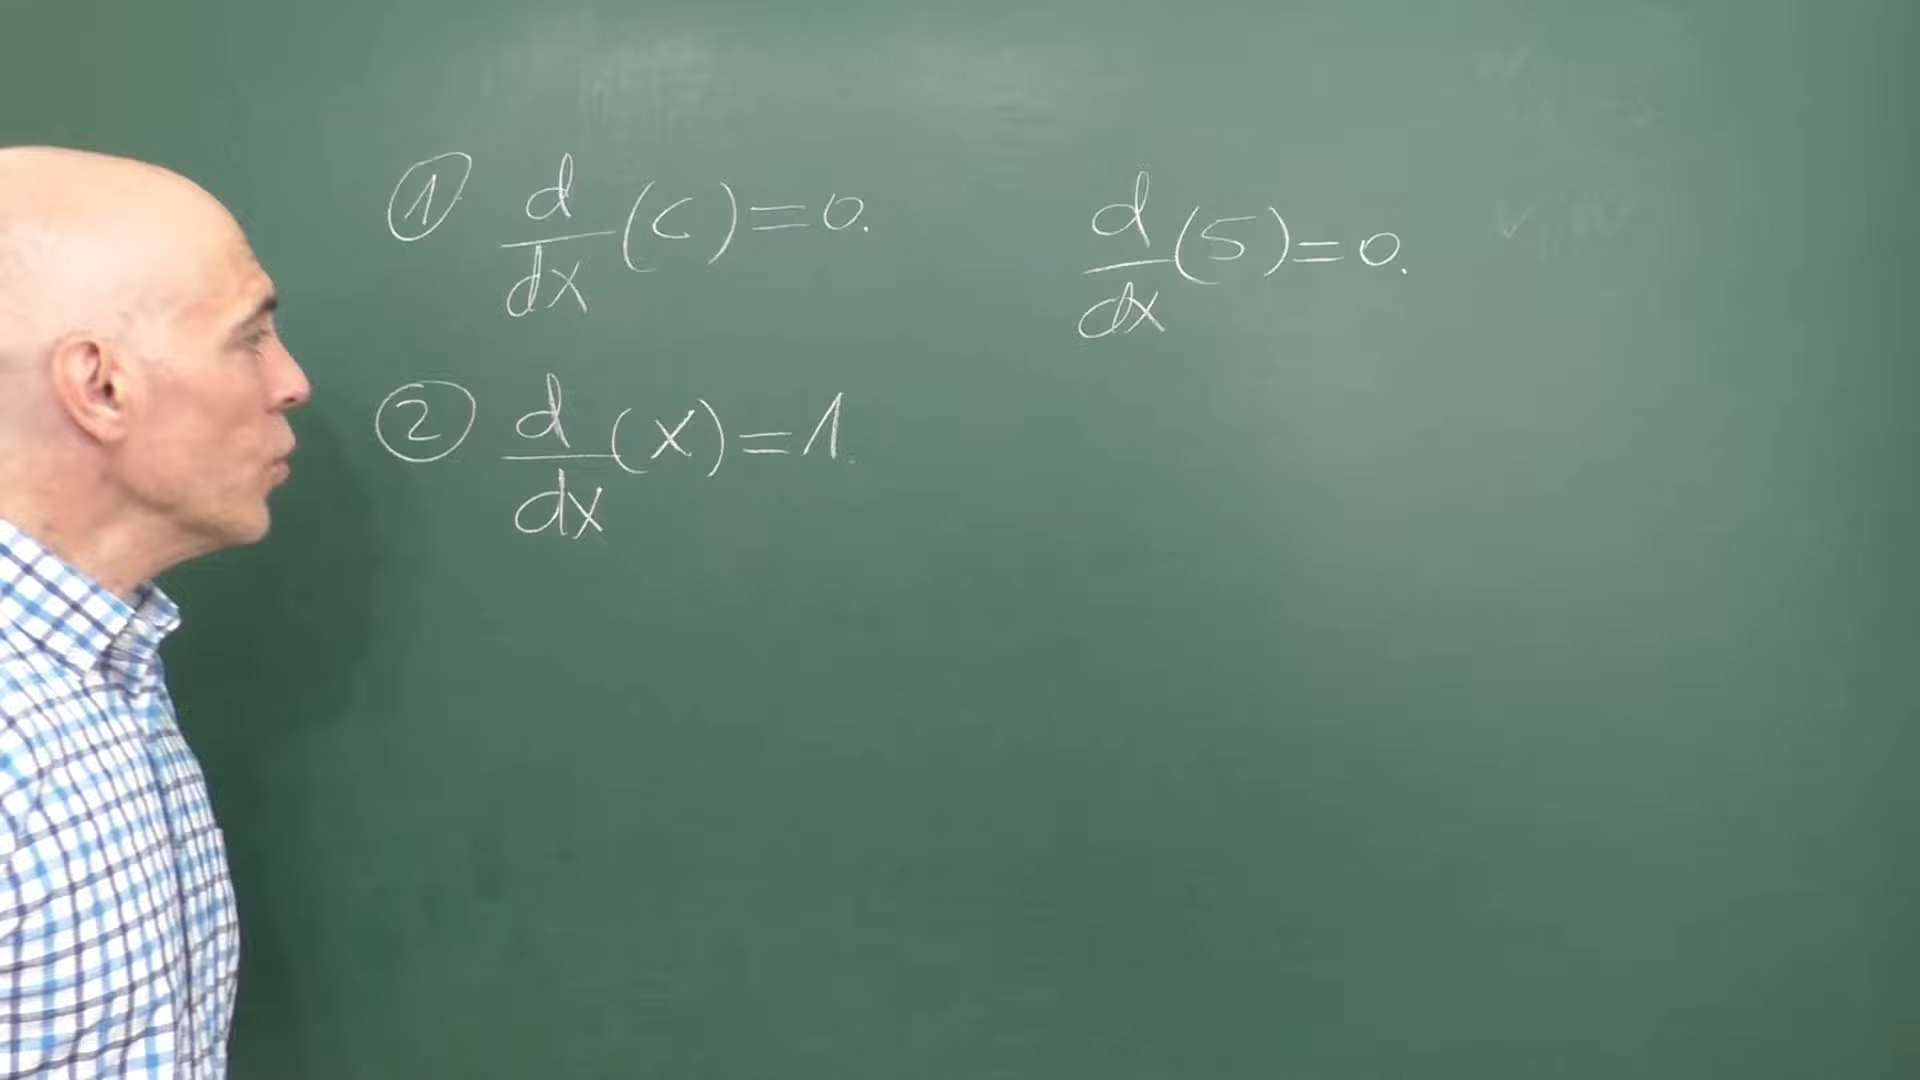 ① d/dx (c) = 0.
d/dx (5) = 0.
② d/dx (x) = 1.